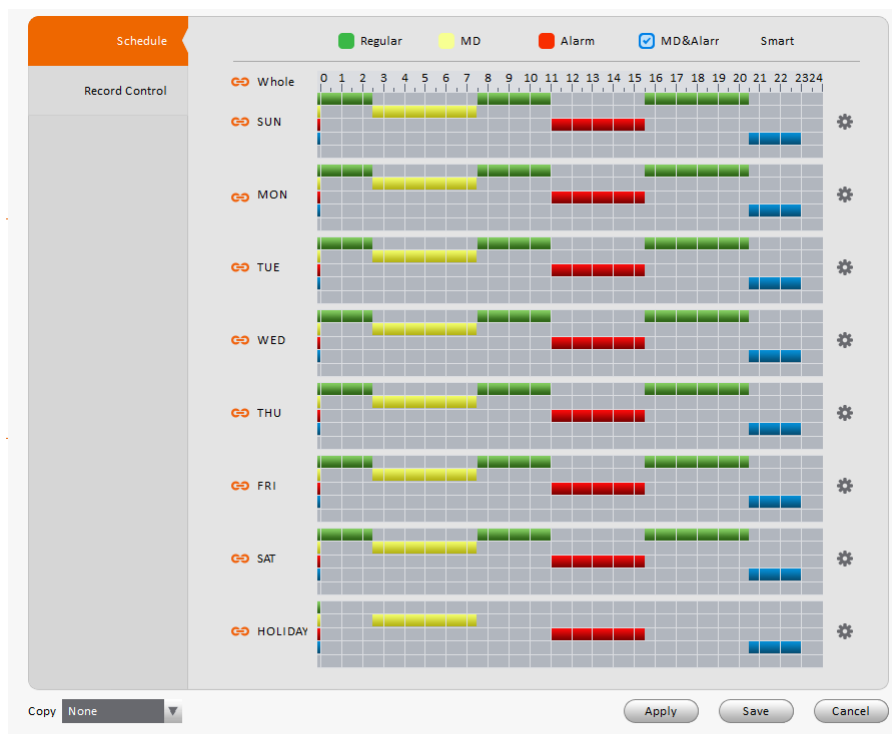 Schedule
Regular MD Alarm MD&Alarr Smart
Record Control
Whole 0 1 2 3 4 5 6 7 8 9 10 11 12 13 14 15 16 17 18 19 20 21 22 2324
SUN
MON
TUE
WED
THU
FRI
SAT
HOLIDAY
Copy None Apply Save Cancel